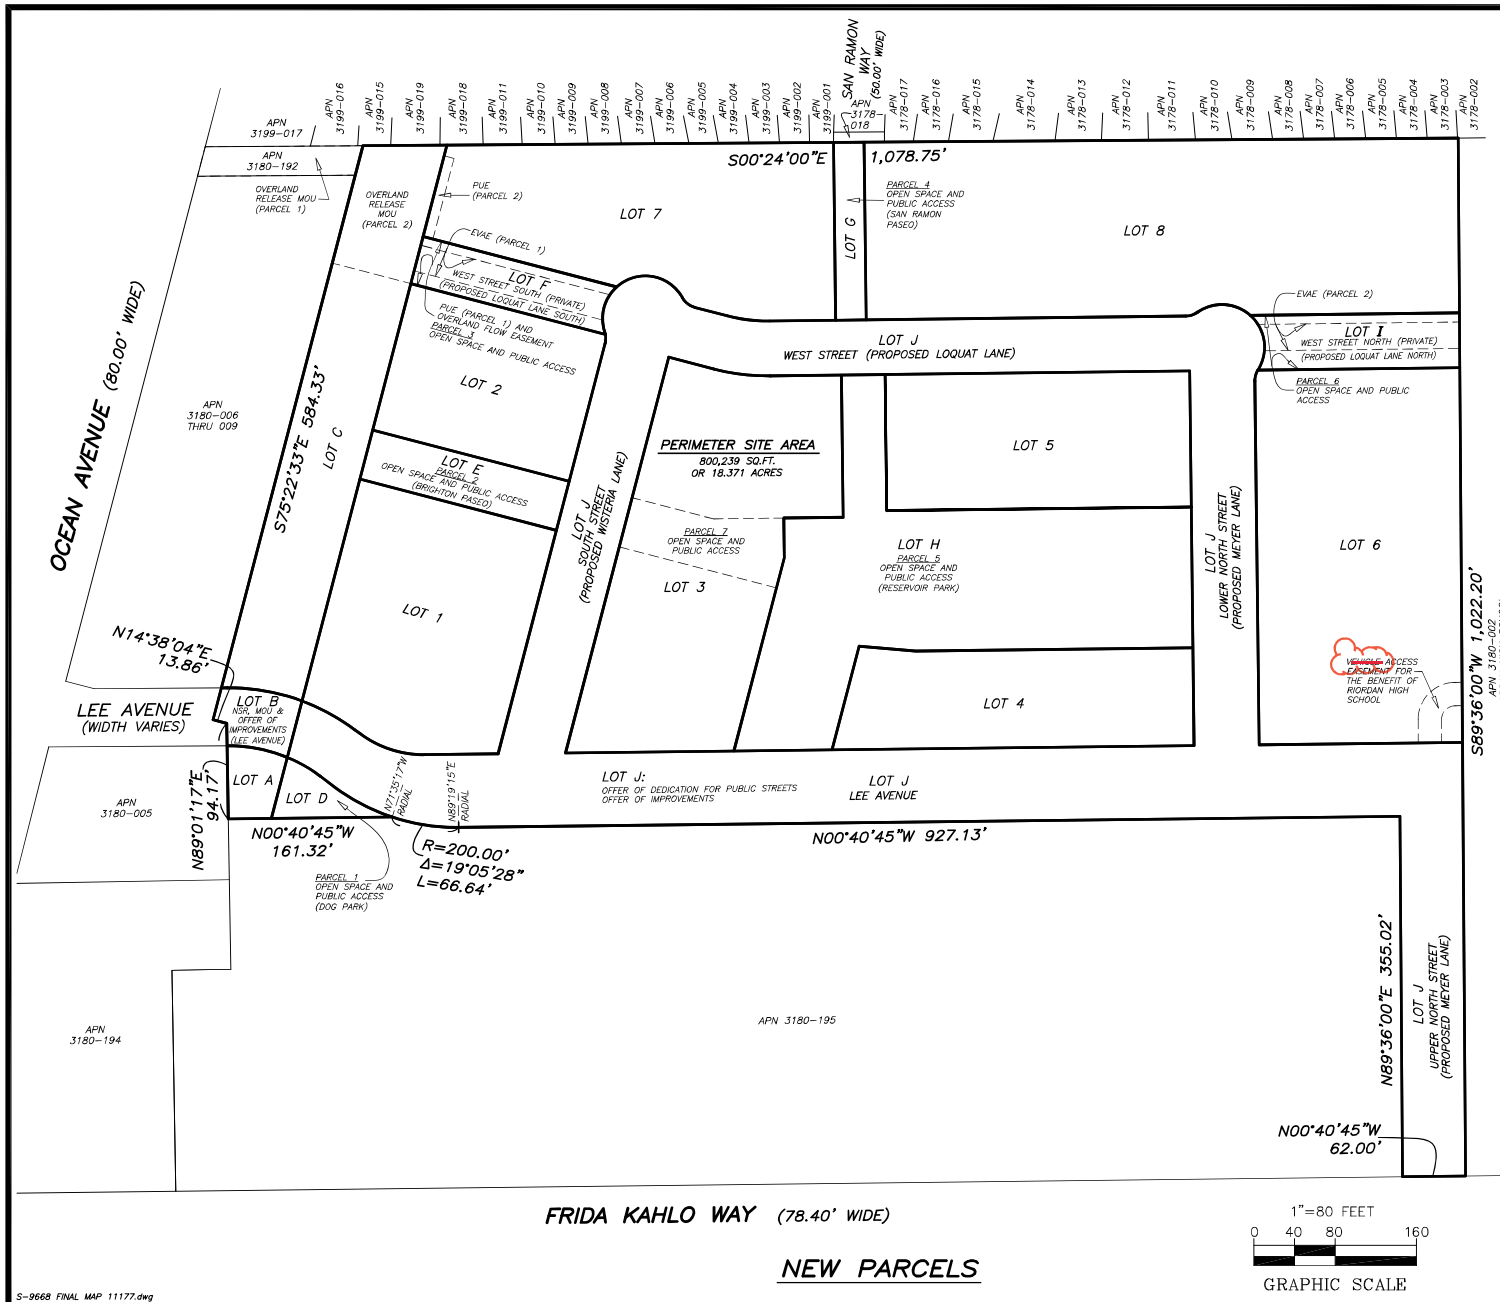 SAN RAMON
WAY
(50.00' WIDE)
APN
3199-017
APN
3199-016
APN
3199-015
APN
3199-019
APN
3199-018
APN
3199-011
APN
3199-010
APN
3199-009
APN
3199-008
APN
3199-007
APN
3199-006
APN
3199-005
APN
3199-004
APN
3199-003
APN
3199-002
APN
3199-001
APN
3178-
018
APN
3178-017
APN
3178-016
APN
3178-015
APN
3178-014
APN
3178-013
APN
3178-012
APN
3178-011
APN
3178-010
APN
3178-009
APN
3178-008
APN
3178-007
APN
3178-006
APN
3178-005
APN
3178-004
APN
3178-003
APN
3178-002
APN
3180-192
S00°24'00"E 1,078.75'
OVERLAND
RELEASE MOU
(PARCEL 1)
OVERLAND
RELEASE
MOU
(PARCEL 2)
PUE
(PARCEL 2)
LOT 7
PARCEL 4
OPEN SPACE AND
PUBLIC ACCESS
(SAN RAMON
PASEO)
LOT G
LOT 8
EVAE (PARCEL 1)
LOT F
WEST STREET SOUTH (PRIVATE)
(PROPOSED LOQUAT LANE SOUTH)
PUE (PARCEL 1) AND
OVERLAND FLOW EASEMENT
PARCEL 3
OPEN SPACE AND PUBLIC ACCESS
EVAE (PARCEL 2)
LOT I
WEST STREET NORTH (PRIVATE)
(PROPOSED LOQUAT LANE NORTH)
LOT J
WEST STREET (PROPOSED LOQUAT LANE)
PARCEL 6
OPEN SPACE AND PUBLIC
ACCESS
OCEAN AVENUE (80.00' WIDE)
APN
3180-006
THRU 009
S75°22'33"E 584.33'
LOT C
LOT 2
LOT E
PARCEL 2
OPEN SPACE AND PUBLIC ACCESS
(BRIGHTON PASEO)
PERIMETER SITE AREA
800,239 SQ.FT.
OR 18.371 ACRES
LOT 5
LOT J
SOUTH STREET
(PROPOSED WISTERIA LANE)
PARCEL 7
OPEN SPACE AND
PUBLIC ACCESS
LOT 3
LOT H
PARCEL 5
OPEN SPACE AND
PUBLIC ACCESS
(RESERVOIR PARK)
LOT J
LOWER NORTH STREET
(PROPOSED MEYER LANE)
LOT 6
LOT 1
N14°38'04"E
13.86'
VEHICLE ACCESS
EASEMENT FOR
THE BENEFIT OF
RIORDAN HIGH
SCHOOL
S89°36'00"W 1,022.20'
APN 3180-002
LEE AVENUE
(WIDTH VARIES)
LOT B
NSR, MOU &
OFFER OF
IMPROVEMENTS
(LEE AVENUE)
LOT 4
LOT A
LOT D
N89°01'17"E
94.17'
N71°35'17"W
RADIAL
N89°19'15"E
RADIAL
LOT J:
OFFER OF DEDICATION FOR PUBLIC STREETS
OFFER OF IMPROVEMENTS
LOT J
LEE AVENUE
APN
3180-005
N00°40'45"W
161.32'
R=200.00'
Δ=19°05'28"
L=66.64'
N00°40'45"W 927.13'
PARCEL 1
OPEN SPACE AND
PUBLIC ACCESS
(DOG PARK)
N89°36'00"E 355.02'
LOT J
UPPER NORTH STREET
(PROPOSED MEYER LANE)
APN
3180-194
APN 3180-195
N00°40'45"W
62.00'
FRIDA KAHLO WAY (78.40' WIDE)
NEW PARCELS
1"=80 FEET
0 40 80 160
GRAPHIC SCALE
S-9668 FINAL MAP 11177.dwg